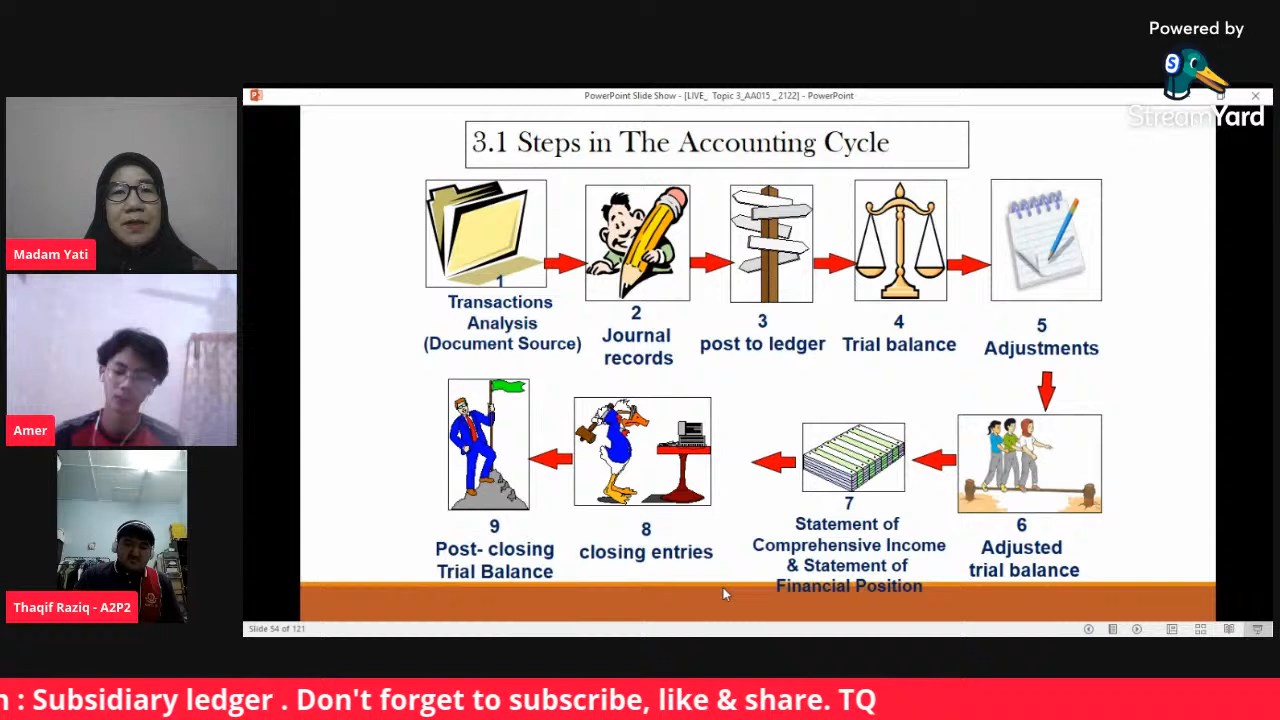 Powered by
StreamYard
PowerPoint Slide Show - [LIVE_ Topic 3_AA015 _ 2122] - PowerPoint
3.1 Steps in The Accounting Cycle
1
Transactions
Analysis
(Document Source)
2
Journal
records
3
post to ledger
4
Trial balance
5
Adjustments
6
Adjusted
trial balance
7
Statement of
Comprehensive Income
& Statement of
Financial Position
8
closing entries
9
Post- closing
Trial Balance
Slide 54 of 121
Madam Yati
Amer
Thaqif Raziq - A2P2
n : Subsidiary ledger . Don't forget to subscribe, like & share. TQ